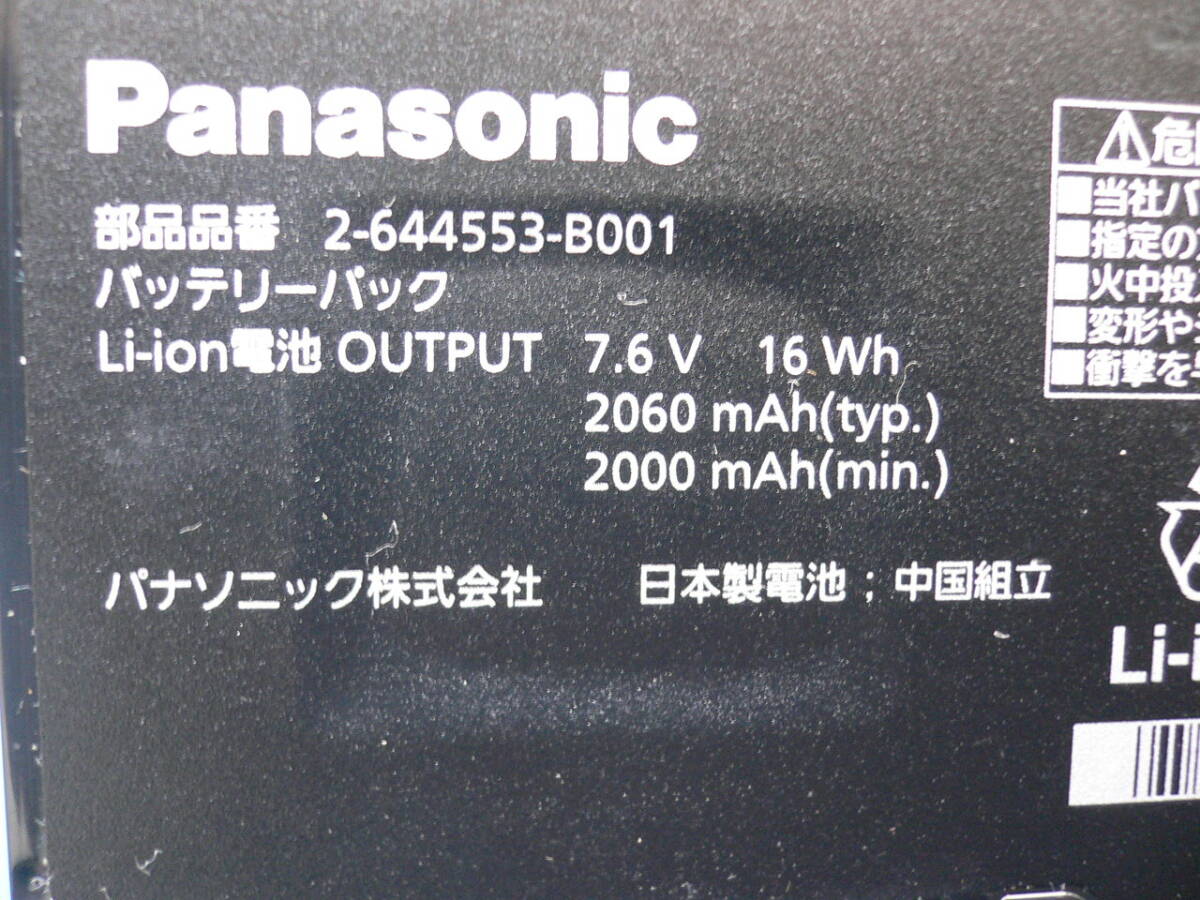 Panasonic
部品品番 2-644553-B001
バッテリーパック
Li-ion電池 OUTPUT 7.6 V 16 Wh
2060 mAh(typ.)
2000 mAh(min.)
パナソニック株式会社 日本製電池 ; 中国組立
危
当社
指定の
火中投
変形や
衝撃を
Li-i